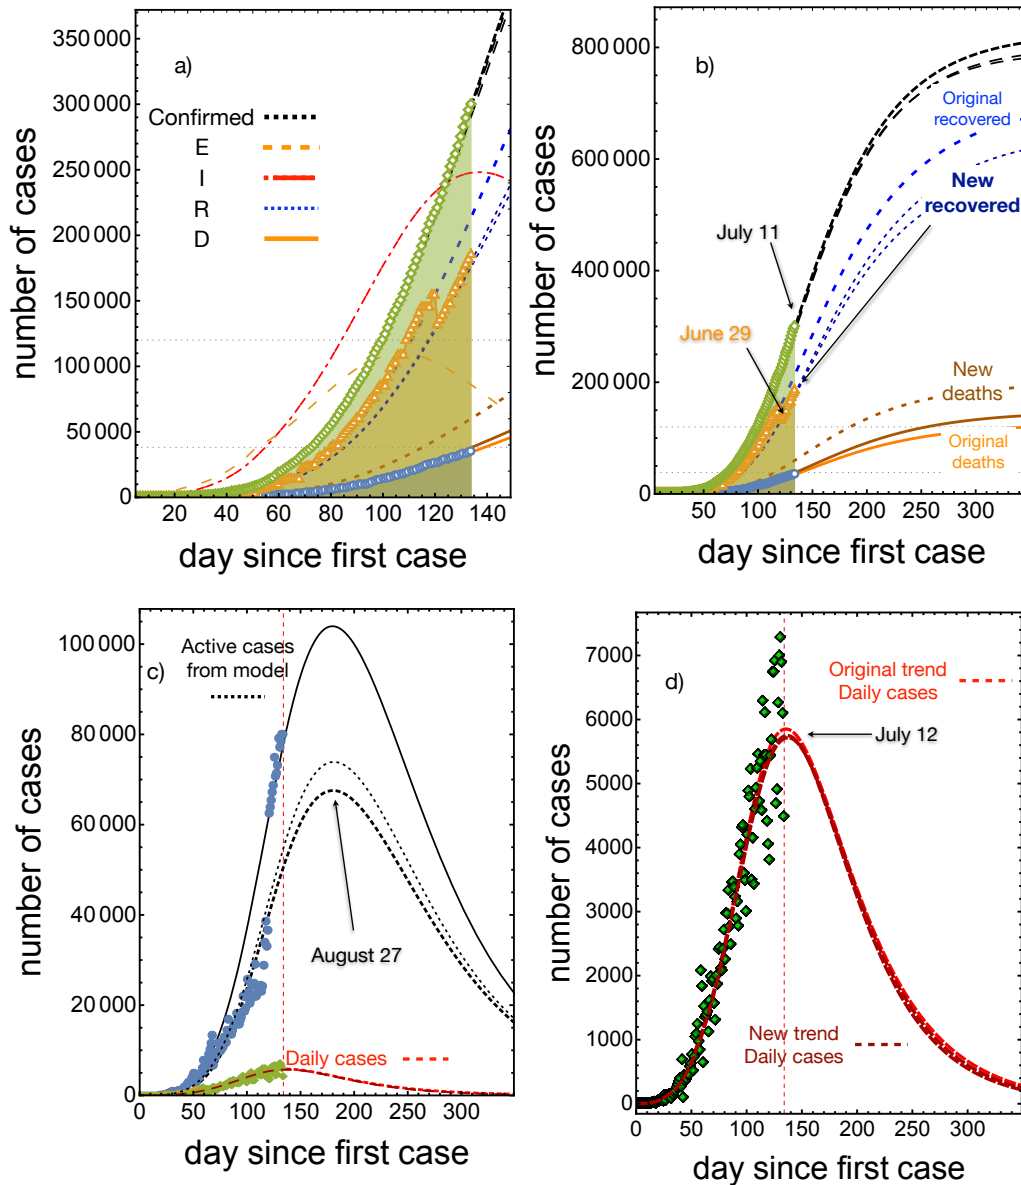 a)
350 000
300 000
250 000
200 000
150 000
100 000
50 000
0
number of cases
Confirmed
E
I
R
D
20 40 60 80 100 120 140
day since first case
b)
800 000
600 000
400 000
200 000
0
number of cases
Original
recovered
New
recovered
July 11
June 29
New
deaths
Original
deaths
50 100 150 200 250 300
day since first case
c)
100 000
80 000
60 000
40 000
20 000
0
number of cases
Active cases
from model
August 27
Daily cases
0 50 100 150 200 250 300
day since first case
d)
7000
6000
5000
4000
3000
2000
1000
0
number of cases
Original trend
Daily cases
July 12
New trend
Daily cases
0 50 100 150 200 250 300 350
day since first case